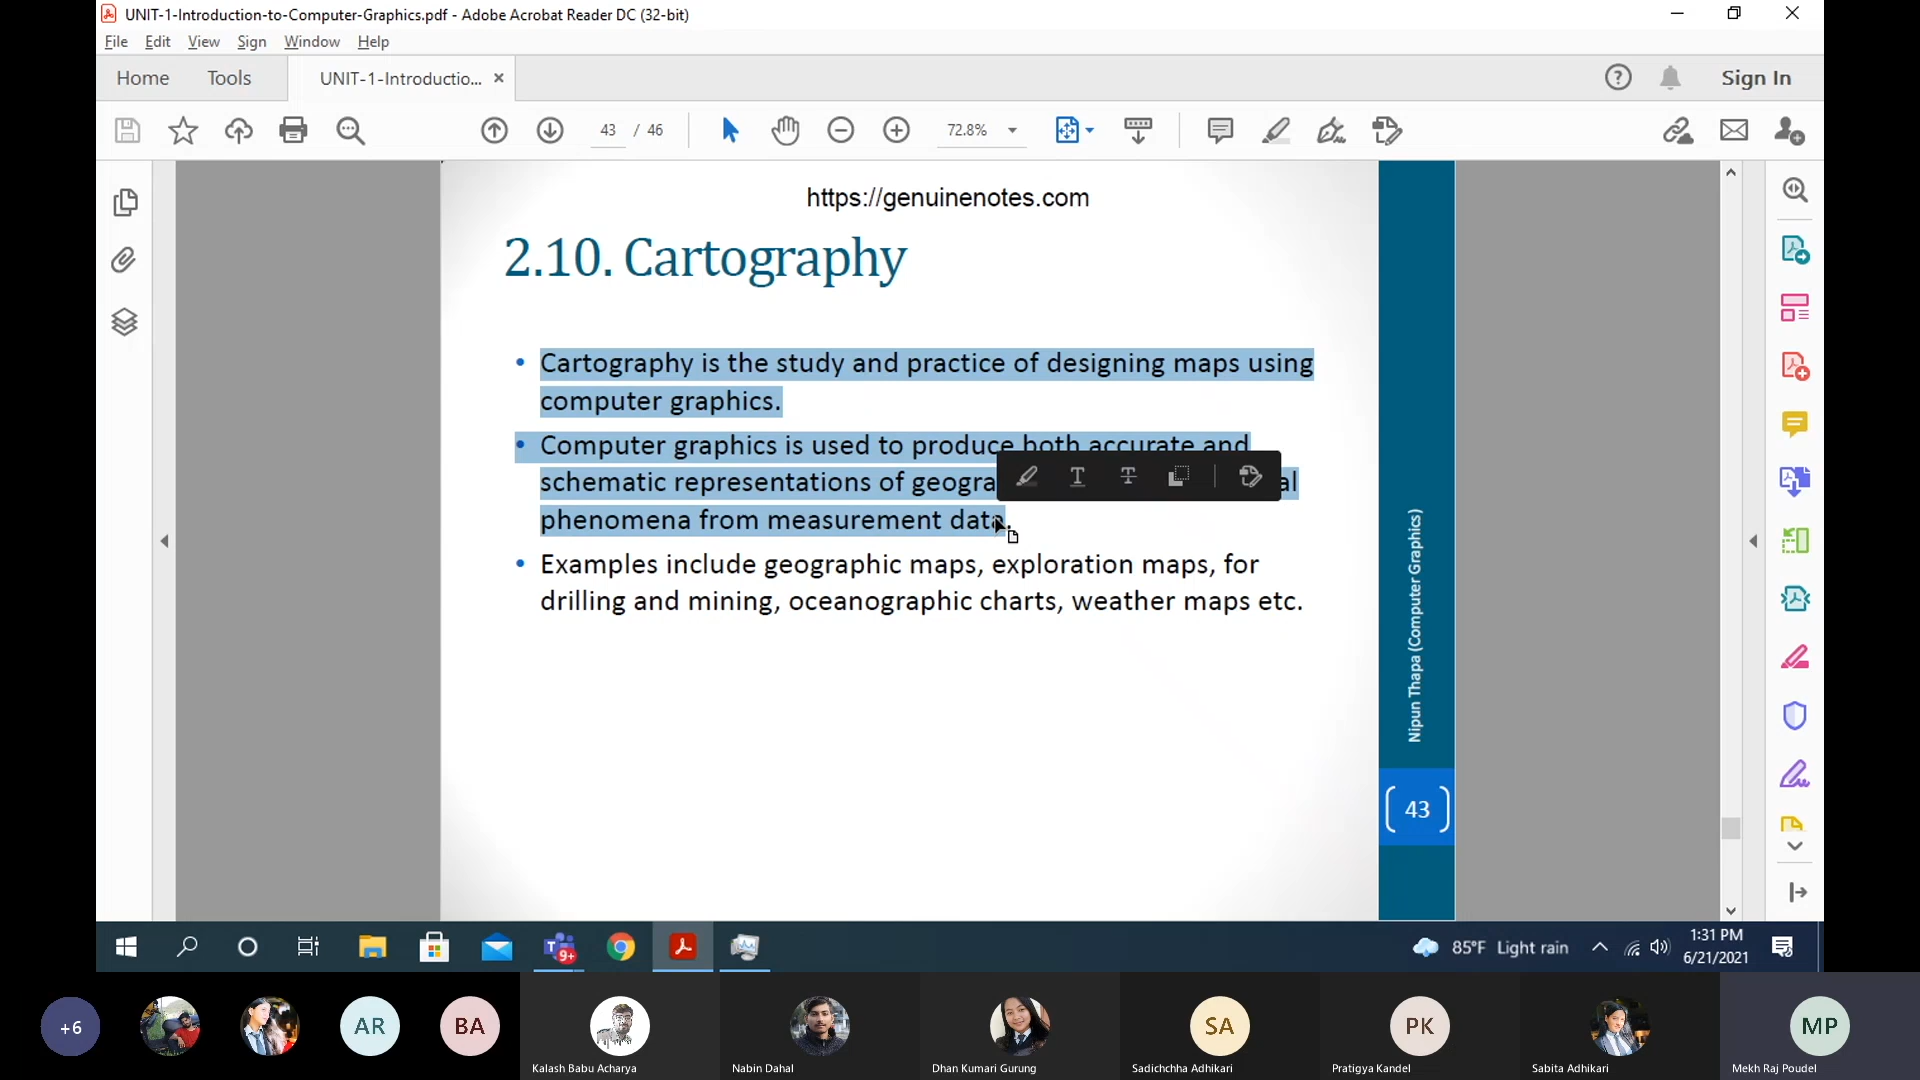 UNIT-1-Introduction-to-Computer-Graphics.pdf - Adobe Acrobat Reader DC (32-bit)
File Edit View Sign Window Help
Home Tools UNIT-1-Introductio... × Sign In
43 / 46 72.8%
https://genuinenotes.com
2.10. Cartography
• Cartography is the study and practice of designing maps using
computer graphics.
• Computer graphics is used to produce both accurate and
schematic representations of geogra al
phenomena from measurement data.
• Examples include geographic maps, exploration maps, for
drilling and mining, oceanographic charts, weather maps etc.
Nipun Thapa (Computer Graphics)
43
9+
85°F Light rain
1:31 PM
6/21/2021
+6
AR
BA
SA
PK
MP
Kalash Babu Acharya
Nabin Dahal
Dhan Kumari Gurung
Sadichchha Adhikari
Pratigya Kandel
Sabita Adhikari
Mekh Raj Poudel